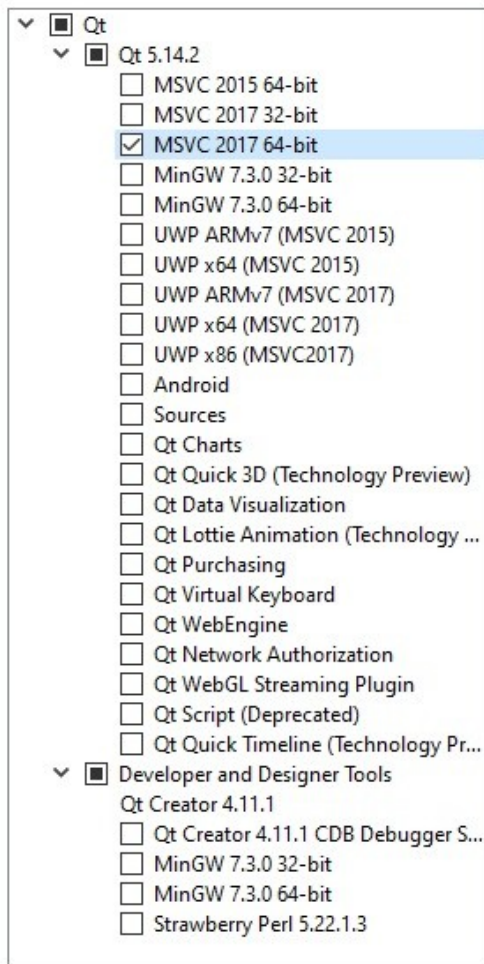 Qt
Qt 5.14.2
MSVC 2015 64-bit
MSVC 2017 32-bit
MSVC 2017 64-bit
MinGW 7.3.0 32-bit
MinGW 7.3.0 64-bit
UWP ARMv7 (MSVC 2015)
UWP x64 (MSVC 2015)
UWP ARMv7 (MSVC 2017)
UWP x64 (MSVC 2017)
UWP x86 (MSVC2017)
Android
Sources
Qt Charts
Qt Quick 3D (Technology Preview)
Qt Data Visualization
Qt Lottie Animation (Technology ...
Qt Purchasing
Qt Virtual Keyboard
Qt WebEngine
Qt Network Authorization
Qt WebGL Streaming Plugin
Qt Script (Deprecated)
Qt Quick Timeline (Technology Pr...
Developer and Designer Tools
Qt Creator 4.11.1
Qt Creator 4.11.1 CDB Debugger S...
MinGW 7.3.0 32-bit
MinGW 7.3.0 64-bit
Strawberry Perl 5.22.1.3